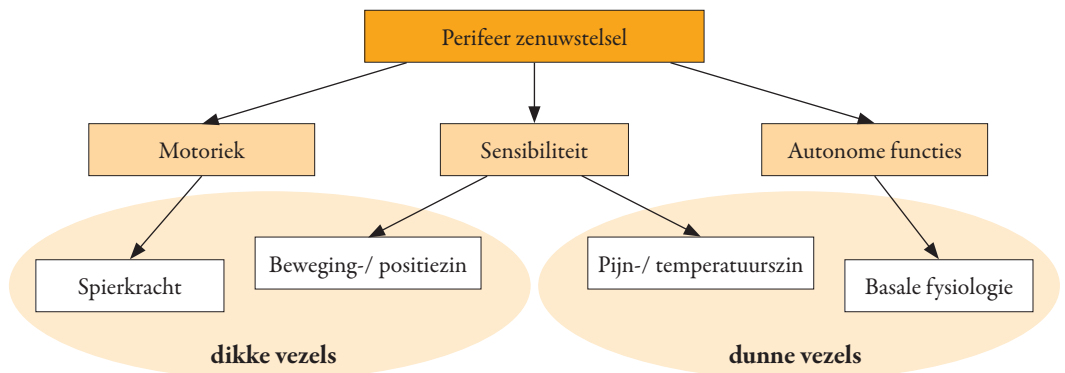 Perifeer zenuwstelsel
Motoriek
Sensibiliteit
Autonome functies
Spierkracht
Beweging-/ positiezin
Pijn-/ temperatuurszin
Basale fysiologie
dikke vezels
dunne vezels